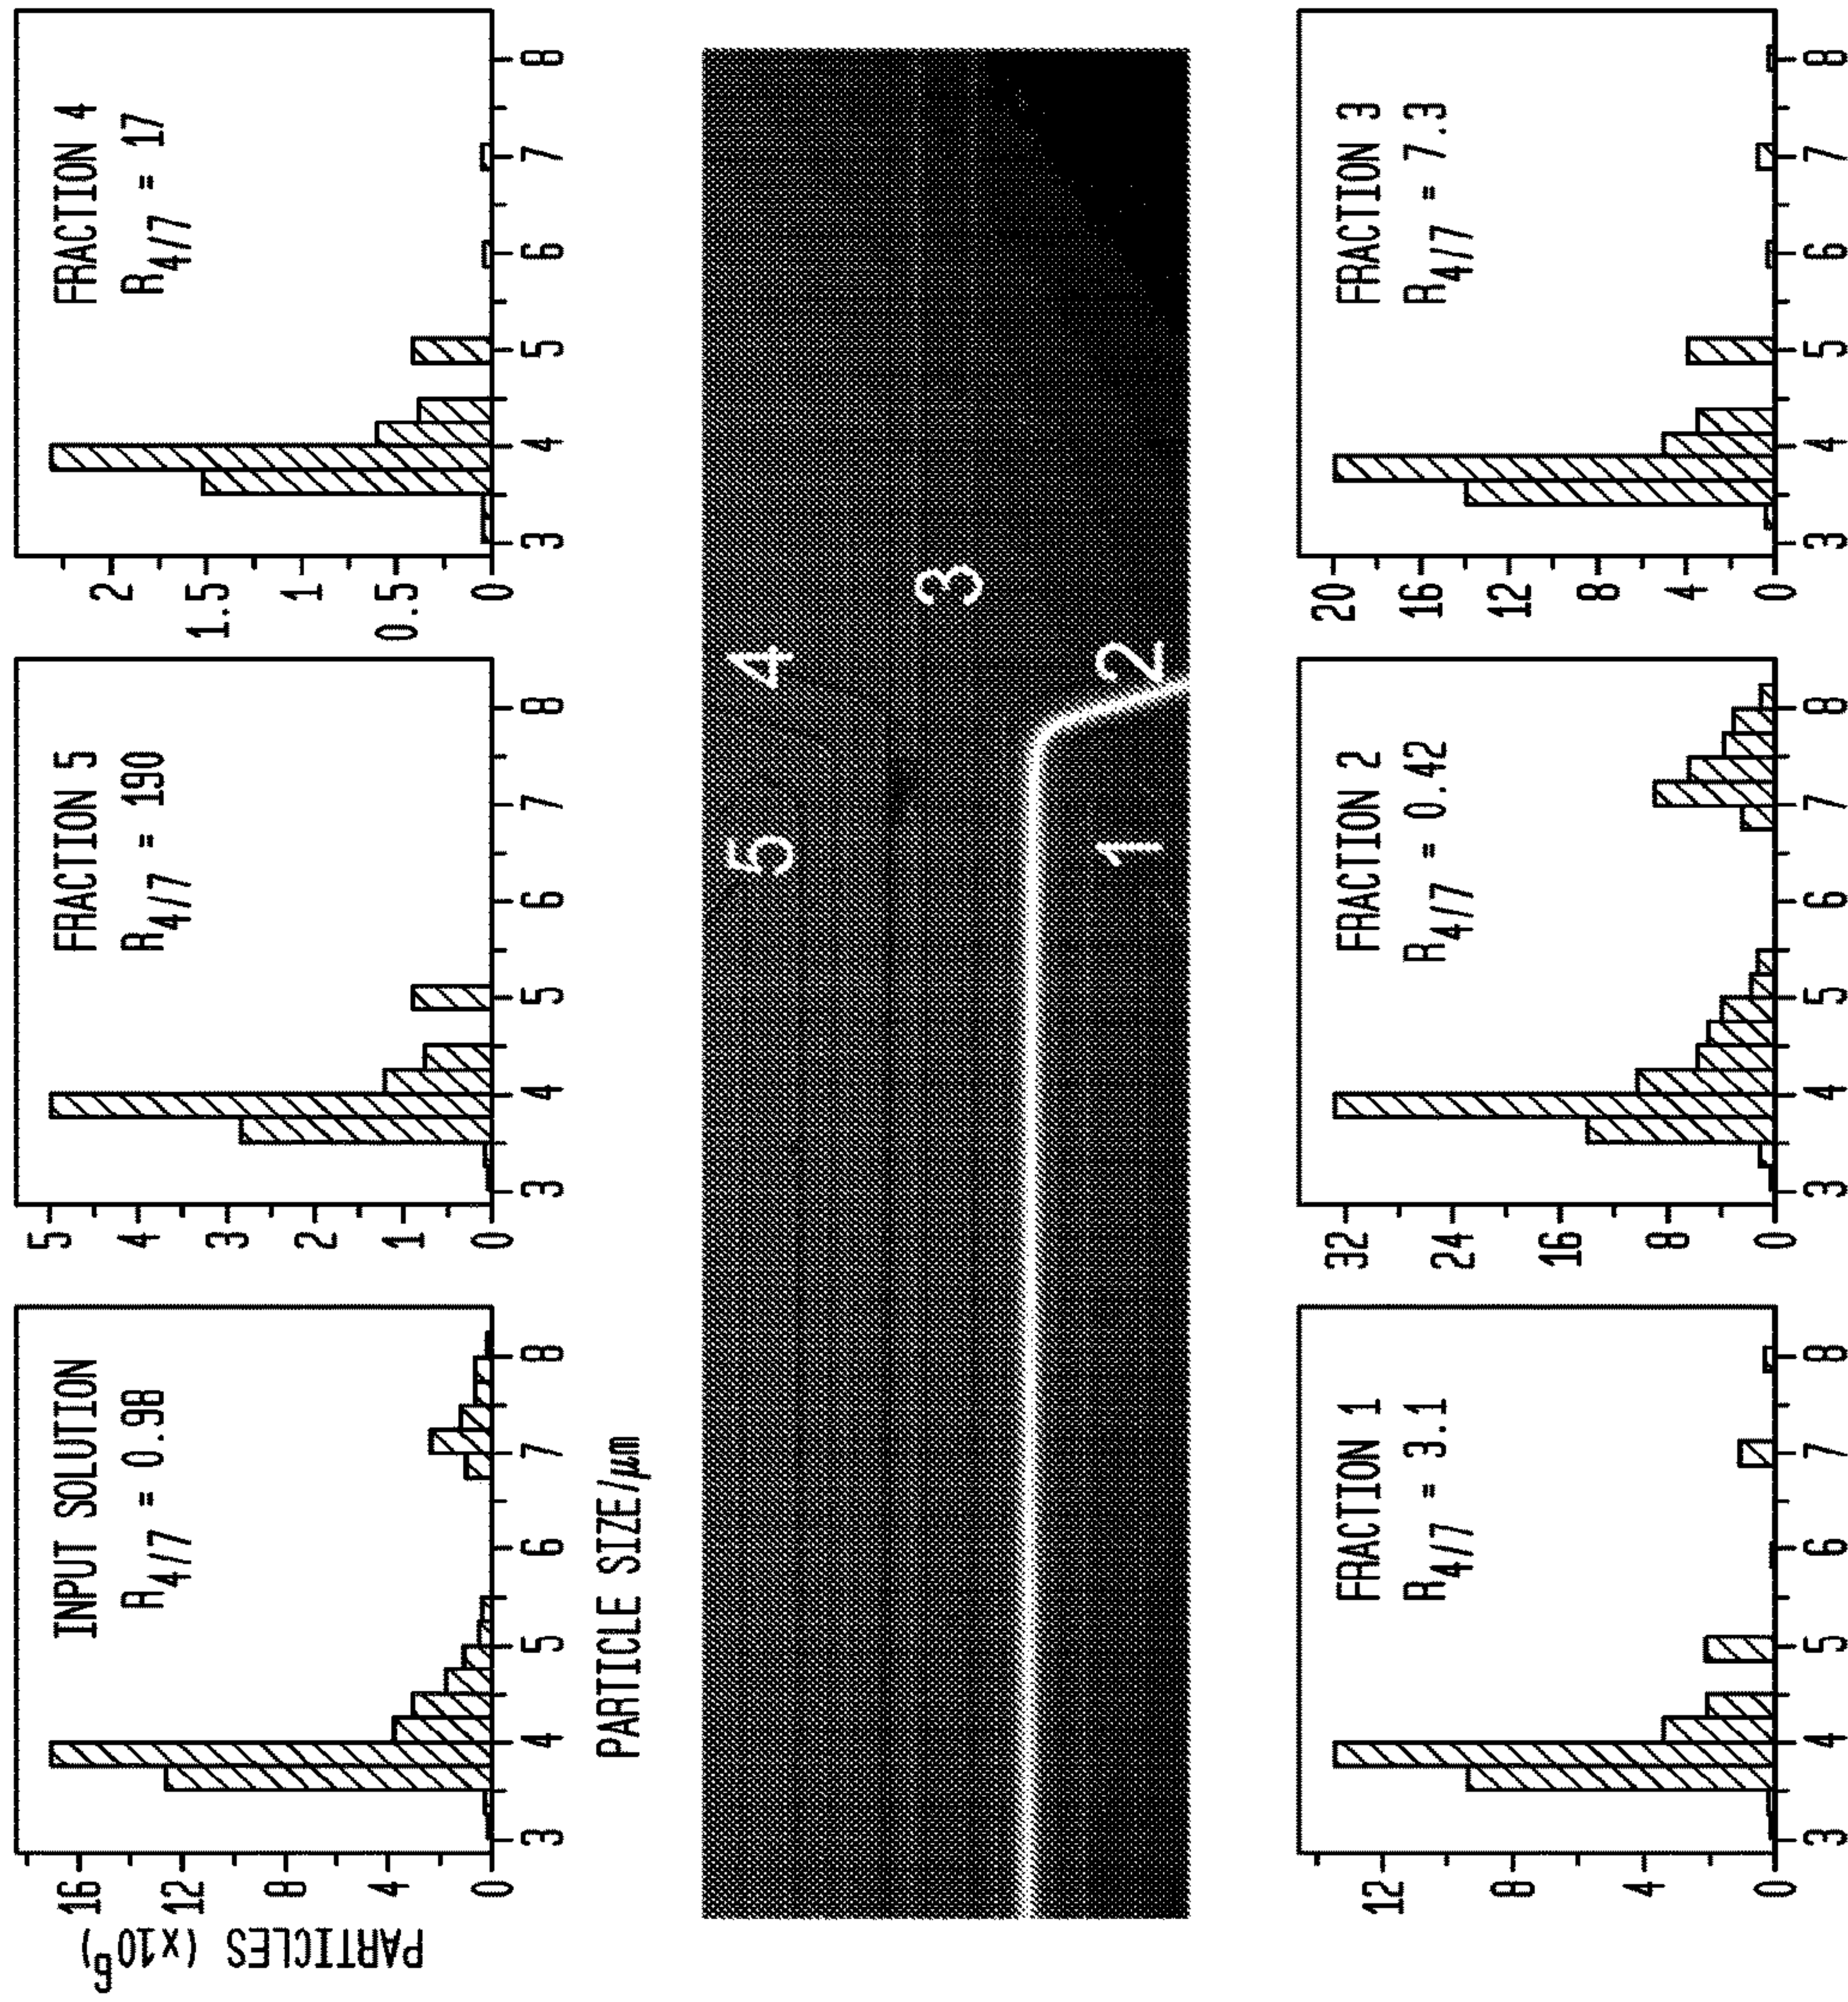 INPUT SOLUTION
R4/7 = 0.98
PARTICLES (x10⁵)
16
12
8
4
0
3 4 5 6 7 8
PARTICLE SIZE/µm
FRACTION 5
R4/7 = 190
5
4
3
2
1
0
3 4 5 6 7 8
FRACTION 4
R4/7 = 17
2
1.5
1
0.5
0
3 4 5 6 7 8
5 4
3
1 2
FRACTION 1
R4/7 = 3.1
12
8
4
0
3 4 5 6 7 8
FRACTION 2
R4/7 = 0.42
32
24
16
8
0
3 4 5 6 7 8
FRACTION 3
R4/7 = 7.3
20
16
12
8
4
0
3 4 5 6 7 8